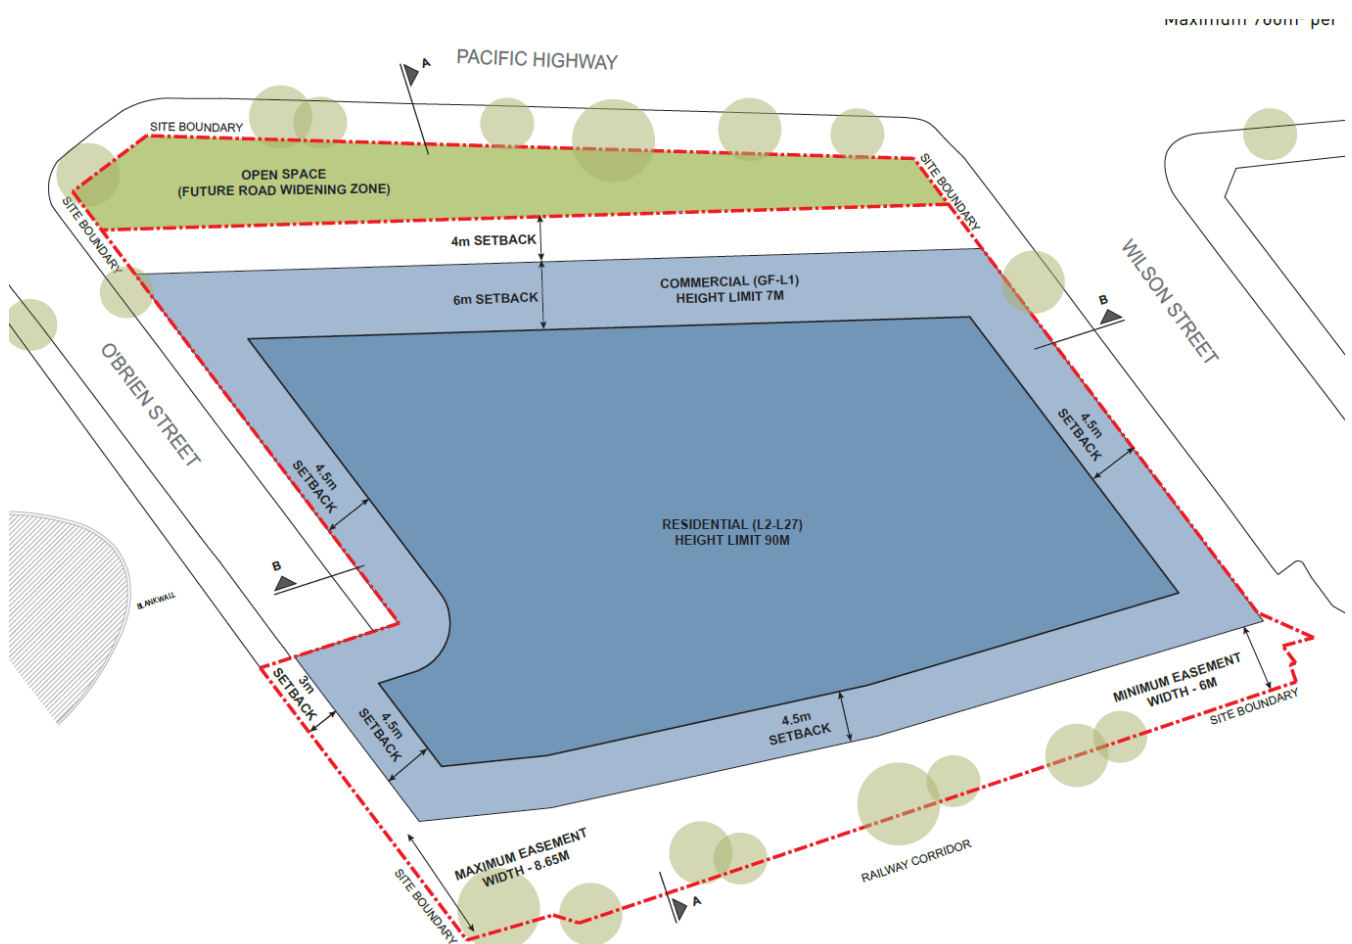 Maximum 700m² per
PACIFIC HIGHWAY
A
SITE BOUNDARY
OPEN SPACE
(FUTURE ROAD WIDENING ZONE)
SITE BOUNDARY
SITE BOUNDARY
4m SETBACK
6m SETBACK
COMMERCIAL (GF-L1)
HEIGHT LIMIT 7M
WILSON STREET
B
O'BRIEN STREET
4.5m
SETBACK
4.5m
SETBACK
RESIDENTIAL (L2-L27)
HEIGHT LIMIT 90M
B
BLANKWALL
3m
SETBACK
4.5m
SETBACK
4.5m
SETBACK
MINIMUM EASEMENT
WIDTH - 6M
SITE BOUNDARY
MAXIMUM EASEMENT
WIDTH - 8.65M
SITE BOUNDARY
RAILWAY CORRIDOR
A